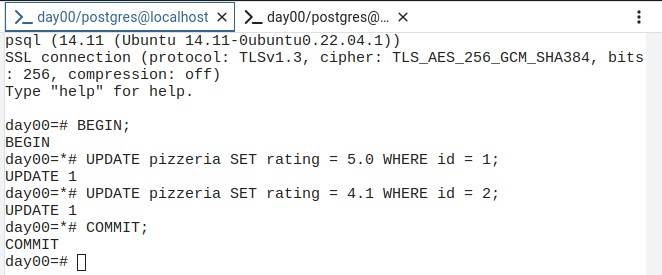 day00/postgres@localhost
day00/postgres@...
psql (14.11 (Ubuntu 14.11-0ubuntu0.22.04.1))
SSL connection (protocol: TLSv1.3, cipher: TLS_AES_256_GCM_SHA384, bits
: 256, compression: off)
Type "help" for help.
day00=# BEGIN;
BEGIN
day00=*# UPDATE pizzeria SET rating = 5.0 WHERE id = 1;
UPDATE 1
day00=*# UPDATE pizzeria SET rating = 4.1 WHERE id = 2;
UPDATE 1
day00=*# COMMIT;
COMMIT
day00=#